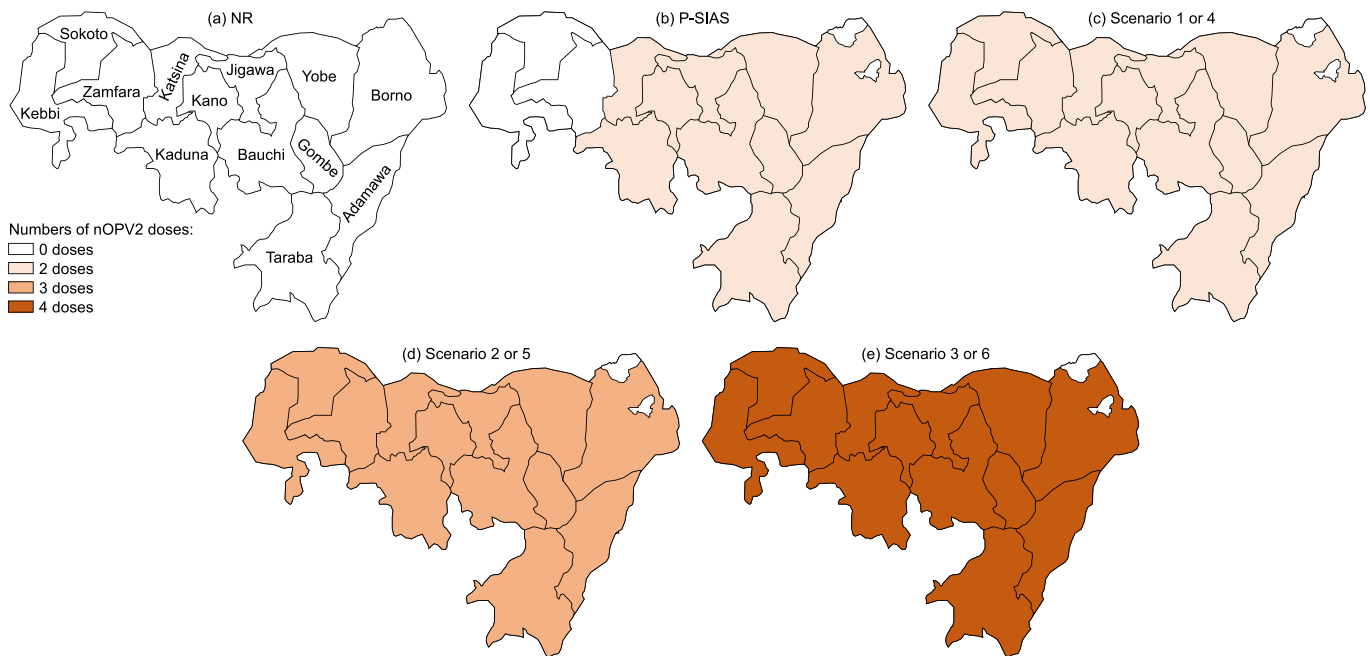 (a) NR
(b) P-SIAS
(c) Scenario 1 or 4
Sokoto
Katsina
Jigawa
Yobe
Zamfara
Kano
Borno
Kebbi
Kaduna
Bauchi
Gombe
Adamawa
Taraba
Numbers of nOPV2 doses:
0 doses
2 doses
3 doses
4 doses
(d) Scenario 2 or 5
(e) Scenario 3 or 6